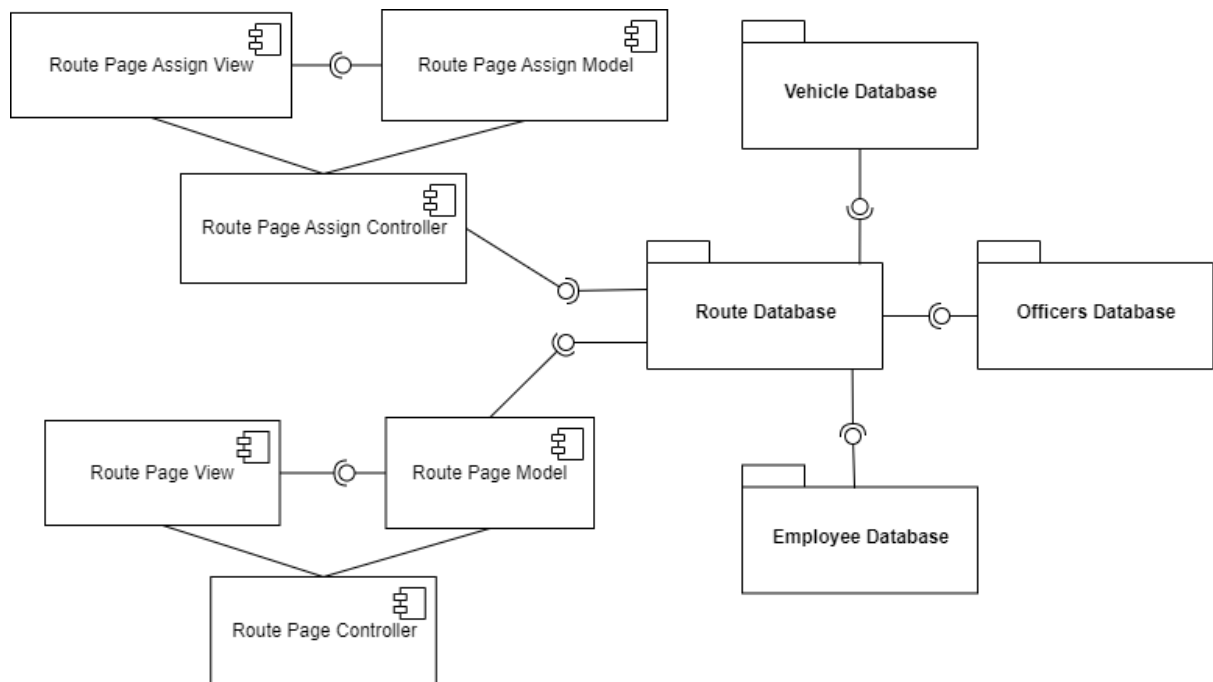 Route Page Assign View
Route Page Assign Model
Vehicle Database
Route Page Assign Controller
Route Database
Officers Database
Route Page View
Route Page Model
Employee Database
Route Page Controller